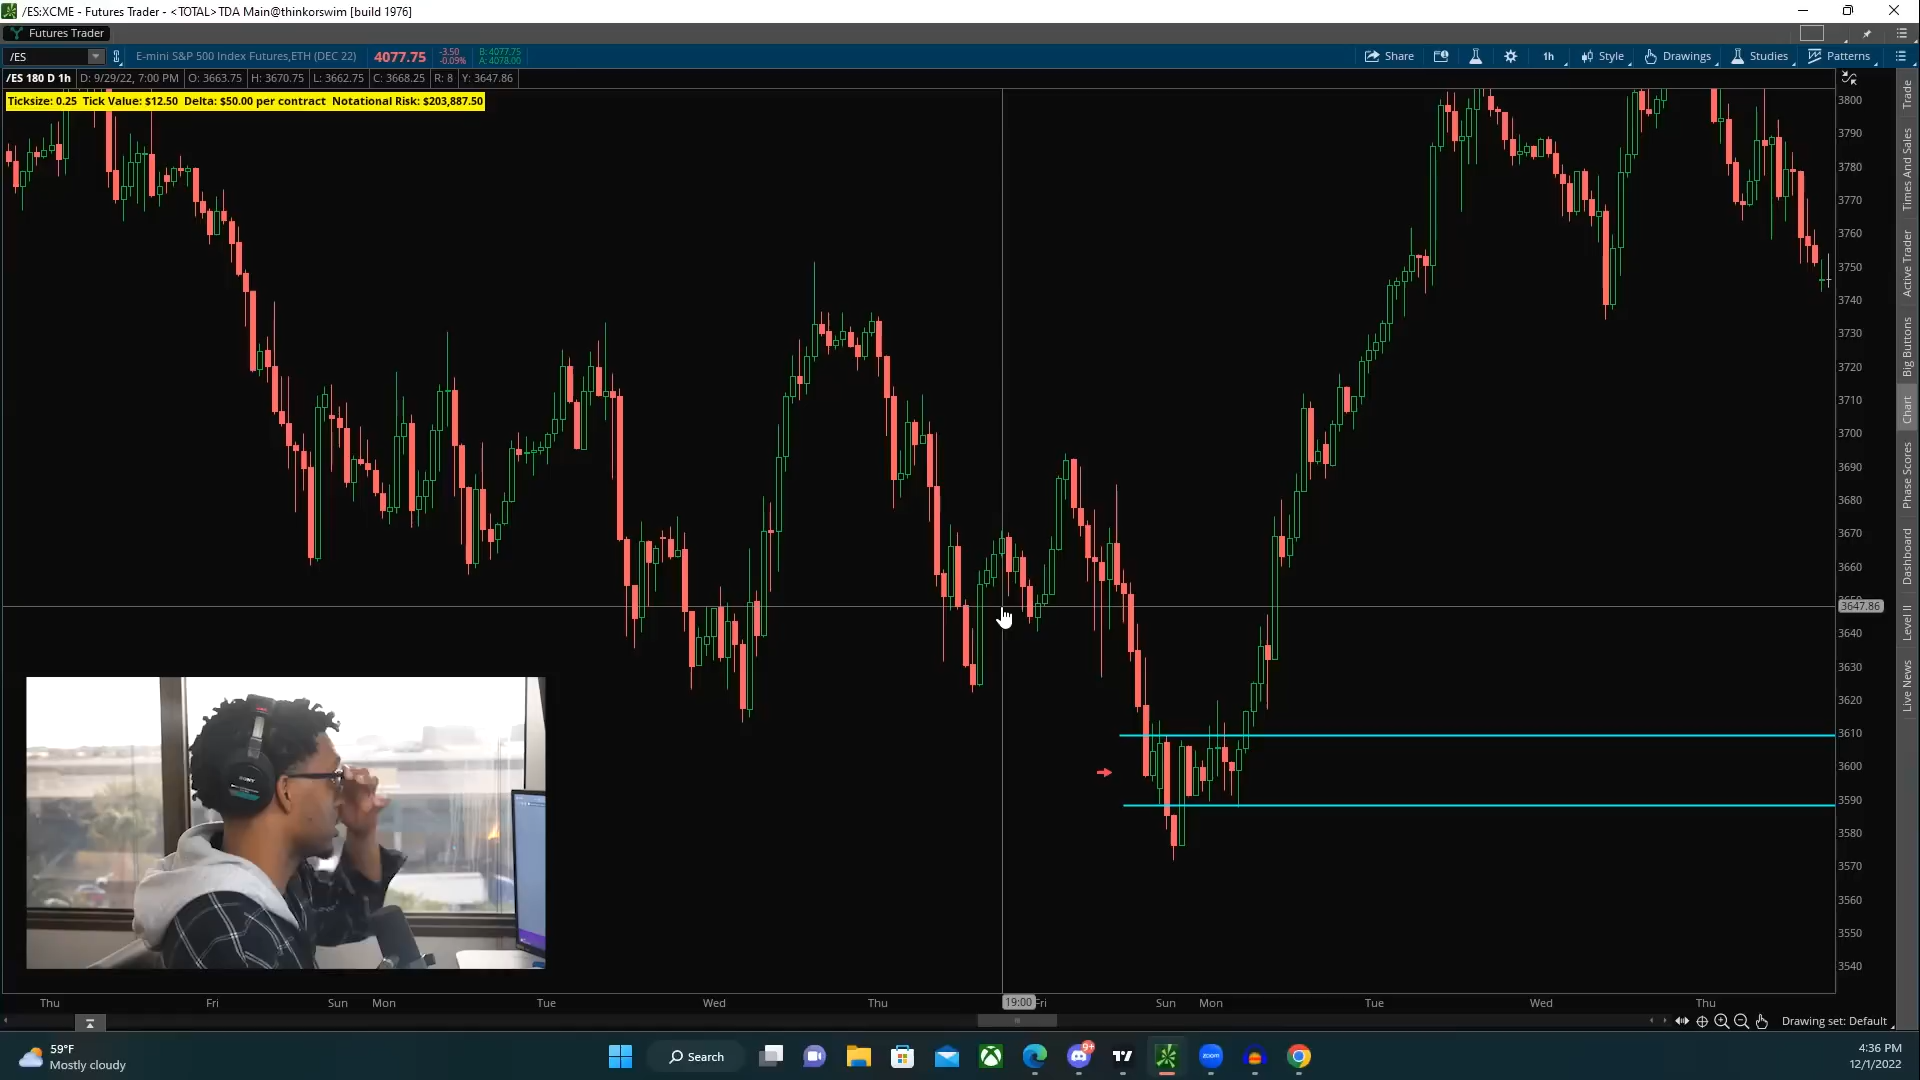 /ES:XCME - Futures Trader - <TOTAL> TDA Main@thinkorswim [build 1976]
Futures Trader
/ES E-mini S&P 500 Index Futures,ETH (DEC 22) 4077.75 -3.50 -0.09% B: 4077.75 A: 4078.00 Share 1h Style Drawings Studies Patterns
/ES 180 D 1h D: 9/29/22, 7:00 PM O: 3663.75 H: 3670.75 L: 3662.75 C: 3668.25 R: 8 Y: 3647.86
Ticksize: 0.25 Tick Value: $12.50 Delta: $50.00 per contract Notational Risk: $203,887.50
3800
3790
3780
3770
3760
3750
3740
3730
3720
3710
3700
3690
3680
3670
3660
3647.86
3640
3630
3620
3610
3600
3590
3580
3570
3560
3550
3540
Trade
Times And Sales
Active Trader
Big Buttons
Chart
Phase Scores
Dashboard
Level II
Live News
SONY
Thu Fri Sun Mon Tue Wed Thu 19:00 Fri Sun Mon Tue Wed Thu
Drawing set: Default
59°F
Mostly cloudy
Search
9+
zoom
4:36 PM
12/1/2022